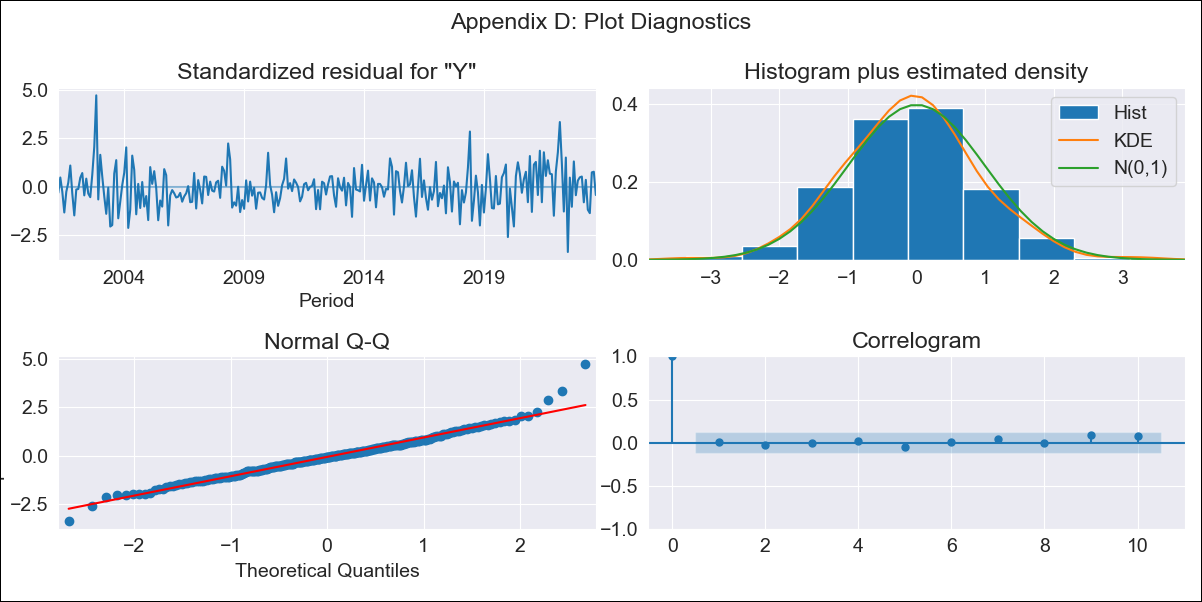 Appendix D: Plot Diagnostics
Standardized residual for "Y"
5.0
2.5
0.0
−2.5
2004 2009 2014 2019
Period
Histogram plus estimated density
0.4
0.2
0.0
−3 −2 −1 0 1 2 3
Hist
KDE
N(0,1)
Normal Q-Q
5.0
2.5
0.0
−2.5
−2 −1 0 1 2
Theoretical Quantiles
Correlogram
1.0
0.5
0.0
−0.5
−1.0
0 2 4 6 8 10